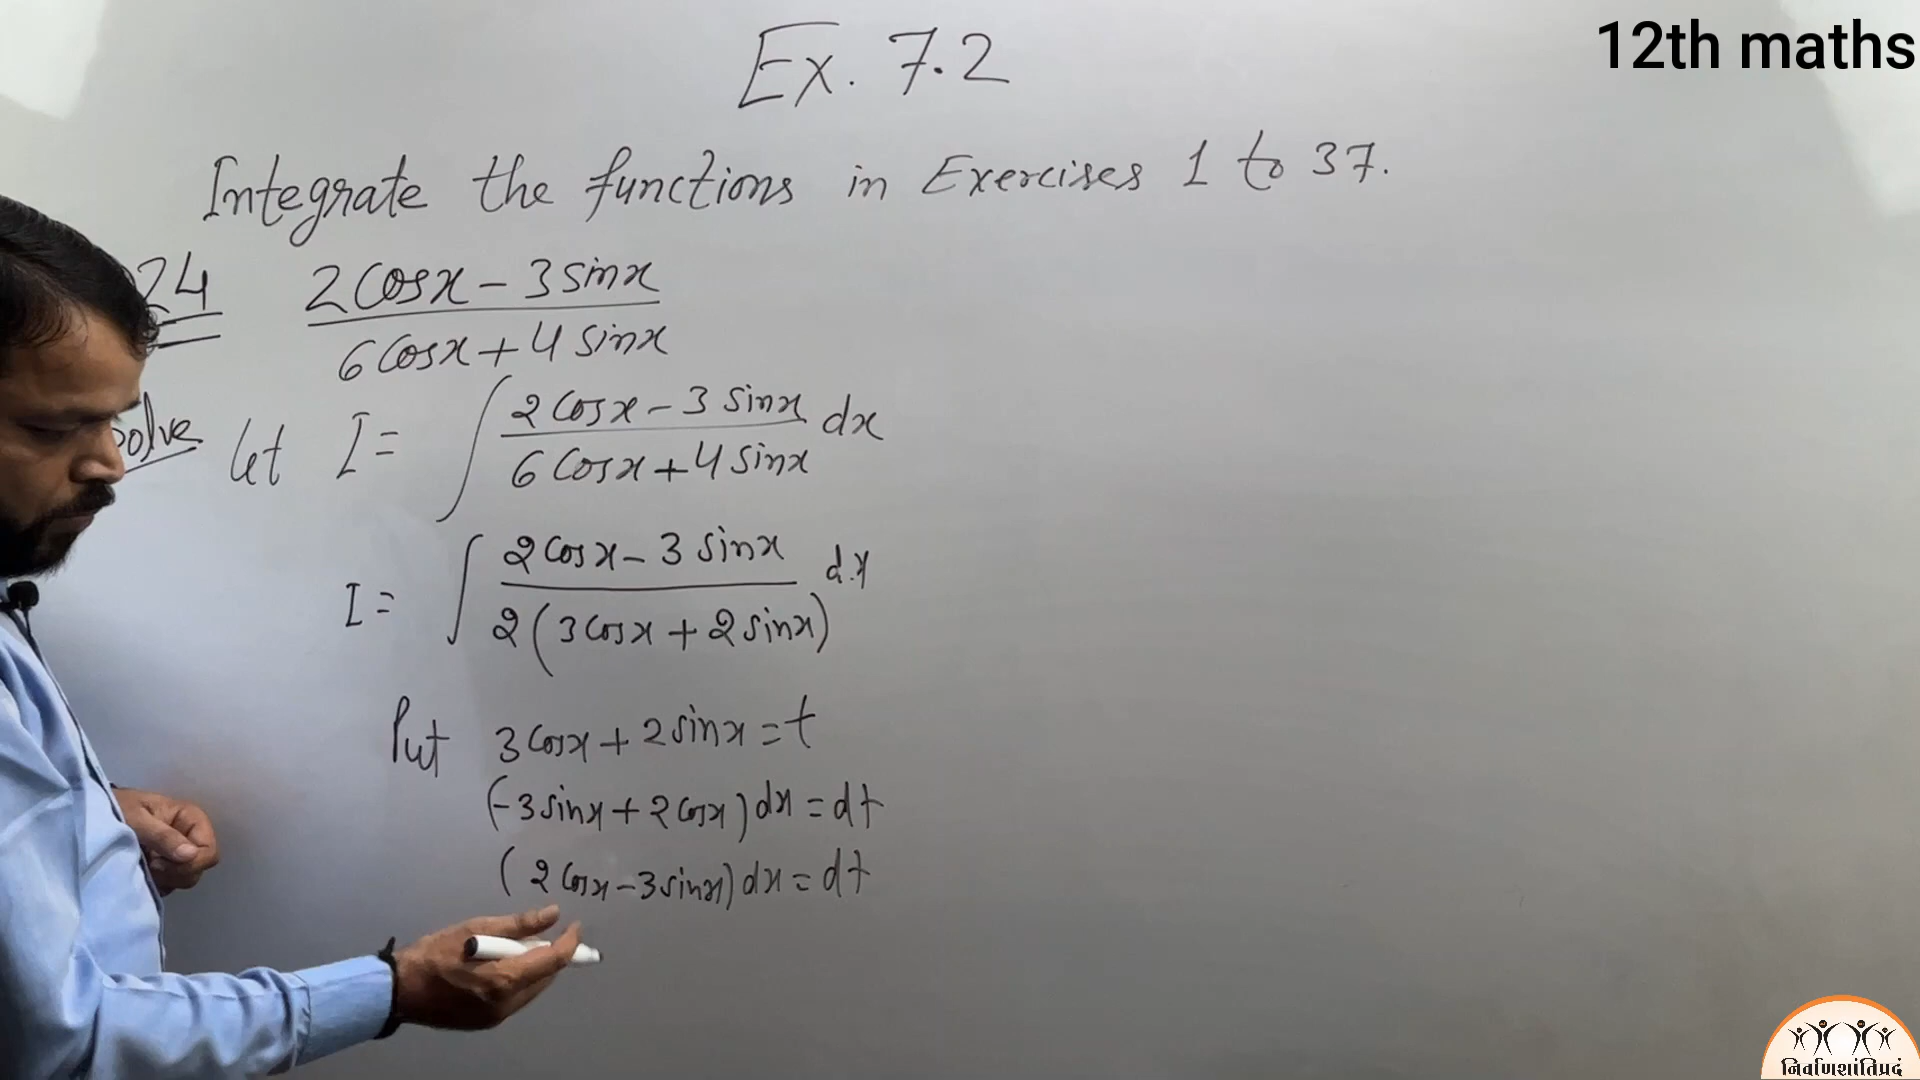 12th maths
Ex. 7.2
Integrate the functions in Exercises 1 to 37.
24 (2cosx - 3sinx)/(6cosx + 4sinx)
Solve let I = ∫ (2cosx - 3sinx)/(6cosx + 4sinx) dx
I = ∫ (2cosx - 3sinx)/(2(3cosx + 2sinx)) dx
Put 3cosx + 2sinx = t
(-3sinx + 2cosx) dx = dt
(2cosx - 3sinx) dx = dt